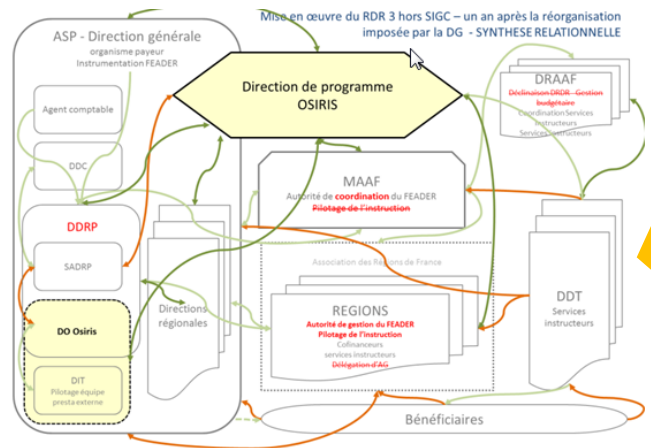 Mise en œuvre du RDR 3 hors SIGC – un an après la réorganisation
imposée par la DG - SYNTHESE RELATIONNELLE
ASP - Direction générale
organisme payeur
Instrumentation FEADER
Agent comptable
DDC
DDRP
SADRP
DO Osiris
DIT
Pilotage équipe
presta externe
Directions
régionales
Direction de programme
OSIRIS
MAAF
Autorité de coordination du FEADER
Pilotage de l'instruction
Association des Régions de France
REGIONS
Autorité de gestion du FEADER
Pilotage de l'instruction
Cofinanceurs
services instructeurs
Délégation d'AG
DRAAF
Déclinaison DRDR - Gestion
budgétaire
Coordination Services
instructeurs
Services instructeurs
DDT
Services
instructeurs
Bénéficiaires